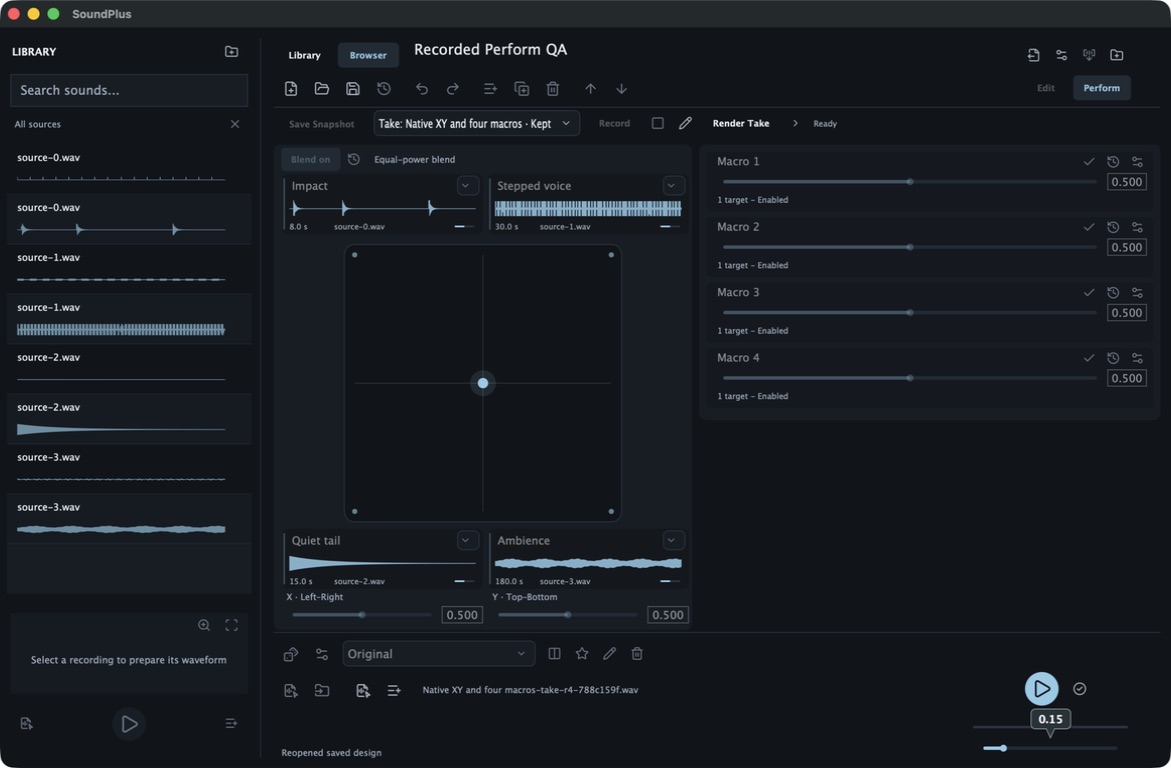 SoundPlus
LIBRARY
Search sounds...
All sources
source-0.wav
source-0.wav
source-1.wav
source-1.wav
source-2.wav
source-2.wav
source-3.wav
source-3.wav
Select a recording to prepare its waveform
Library
Browser
Recorded Perform QA
Edit
Perform
Save Snapshot
Take: Native XY and four macros · Kept
Record
Render Take
Ready
Blend on
Equal-power blend
Impact
8.0 s
source-0.wav
Stepped voice
30.0 s
source-1.wav
Quiet tail
15.0 s
source-2.wav
Ambience
180.0 s
source-3.wav
X · Left-Right
0.500
Y · Top-Bottom
0.500
Macro 1
0.500
1 target – Enabled
Macro 2
0.500
1 target – Enabled
Macro 3
0.500
1 target – Enabled
Macro 4
0.500
1 target – Enabled
Original
Native XY and four macros-take-r4-788c159f.wav
0.15
Reopened saved design